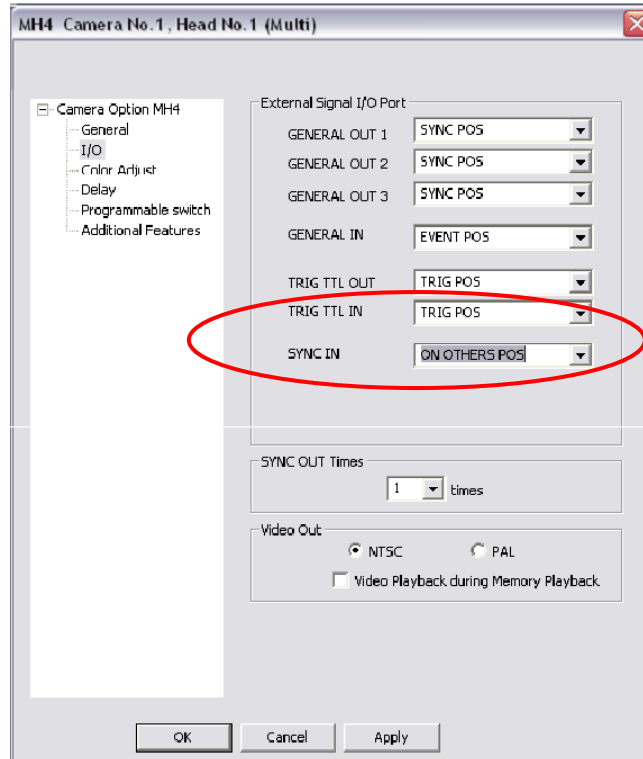 MH4 Camera No.1, Head No.1 (Multi)
Camera Option MH4
General
I/O
Color Adjust
Delay
Programmable switch
Additional Features
External Signal I/O Port
GENERAL OUT 1 SYNC POS
GENERAL OUT 2 SYNC POS
GENERAL OUT 3 SYNC POS
GENERAL IN EVENT POS
TRIG TTL OUT TRIG POS
TRIG TTL IN TRIG POS
SYNC IN ON OTHERS POS
SYNC OUT Times
1 times
Video Out
NTSC PAL
Video Playback during Memory Playback
OK Cancel Apply